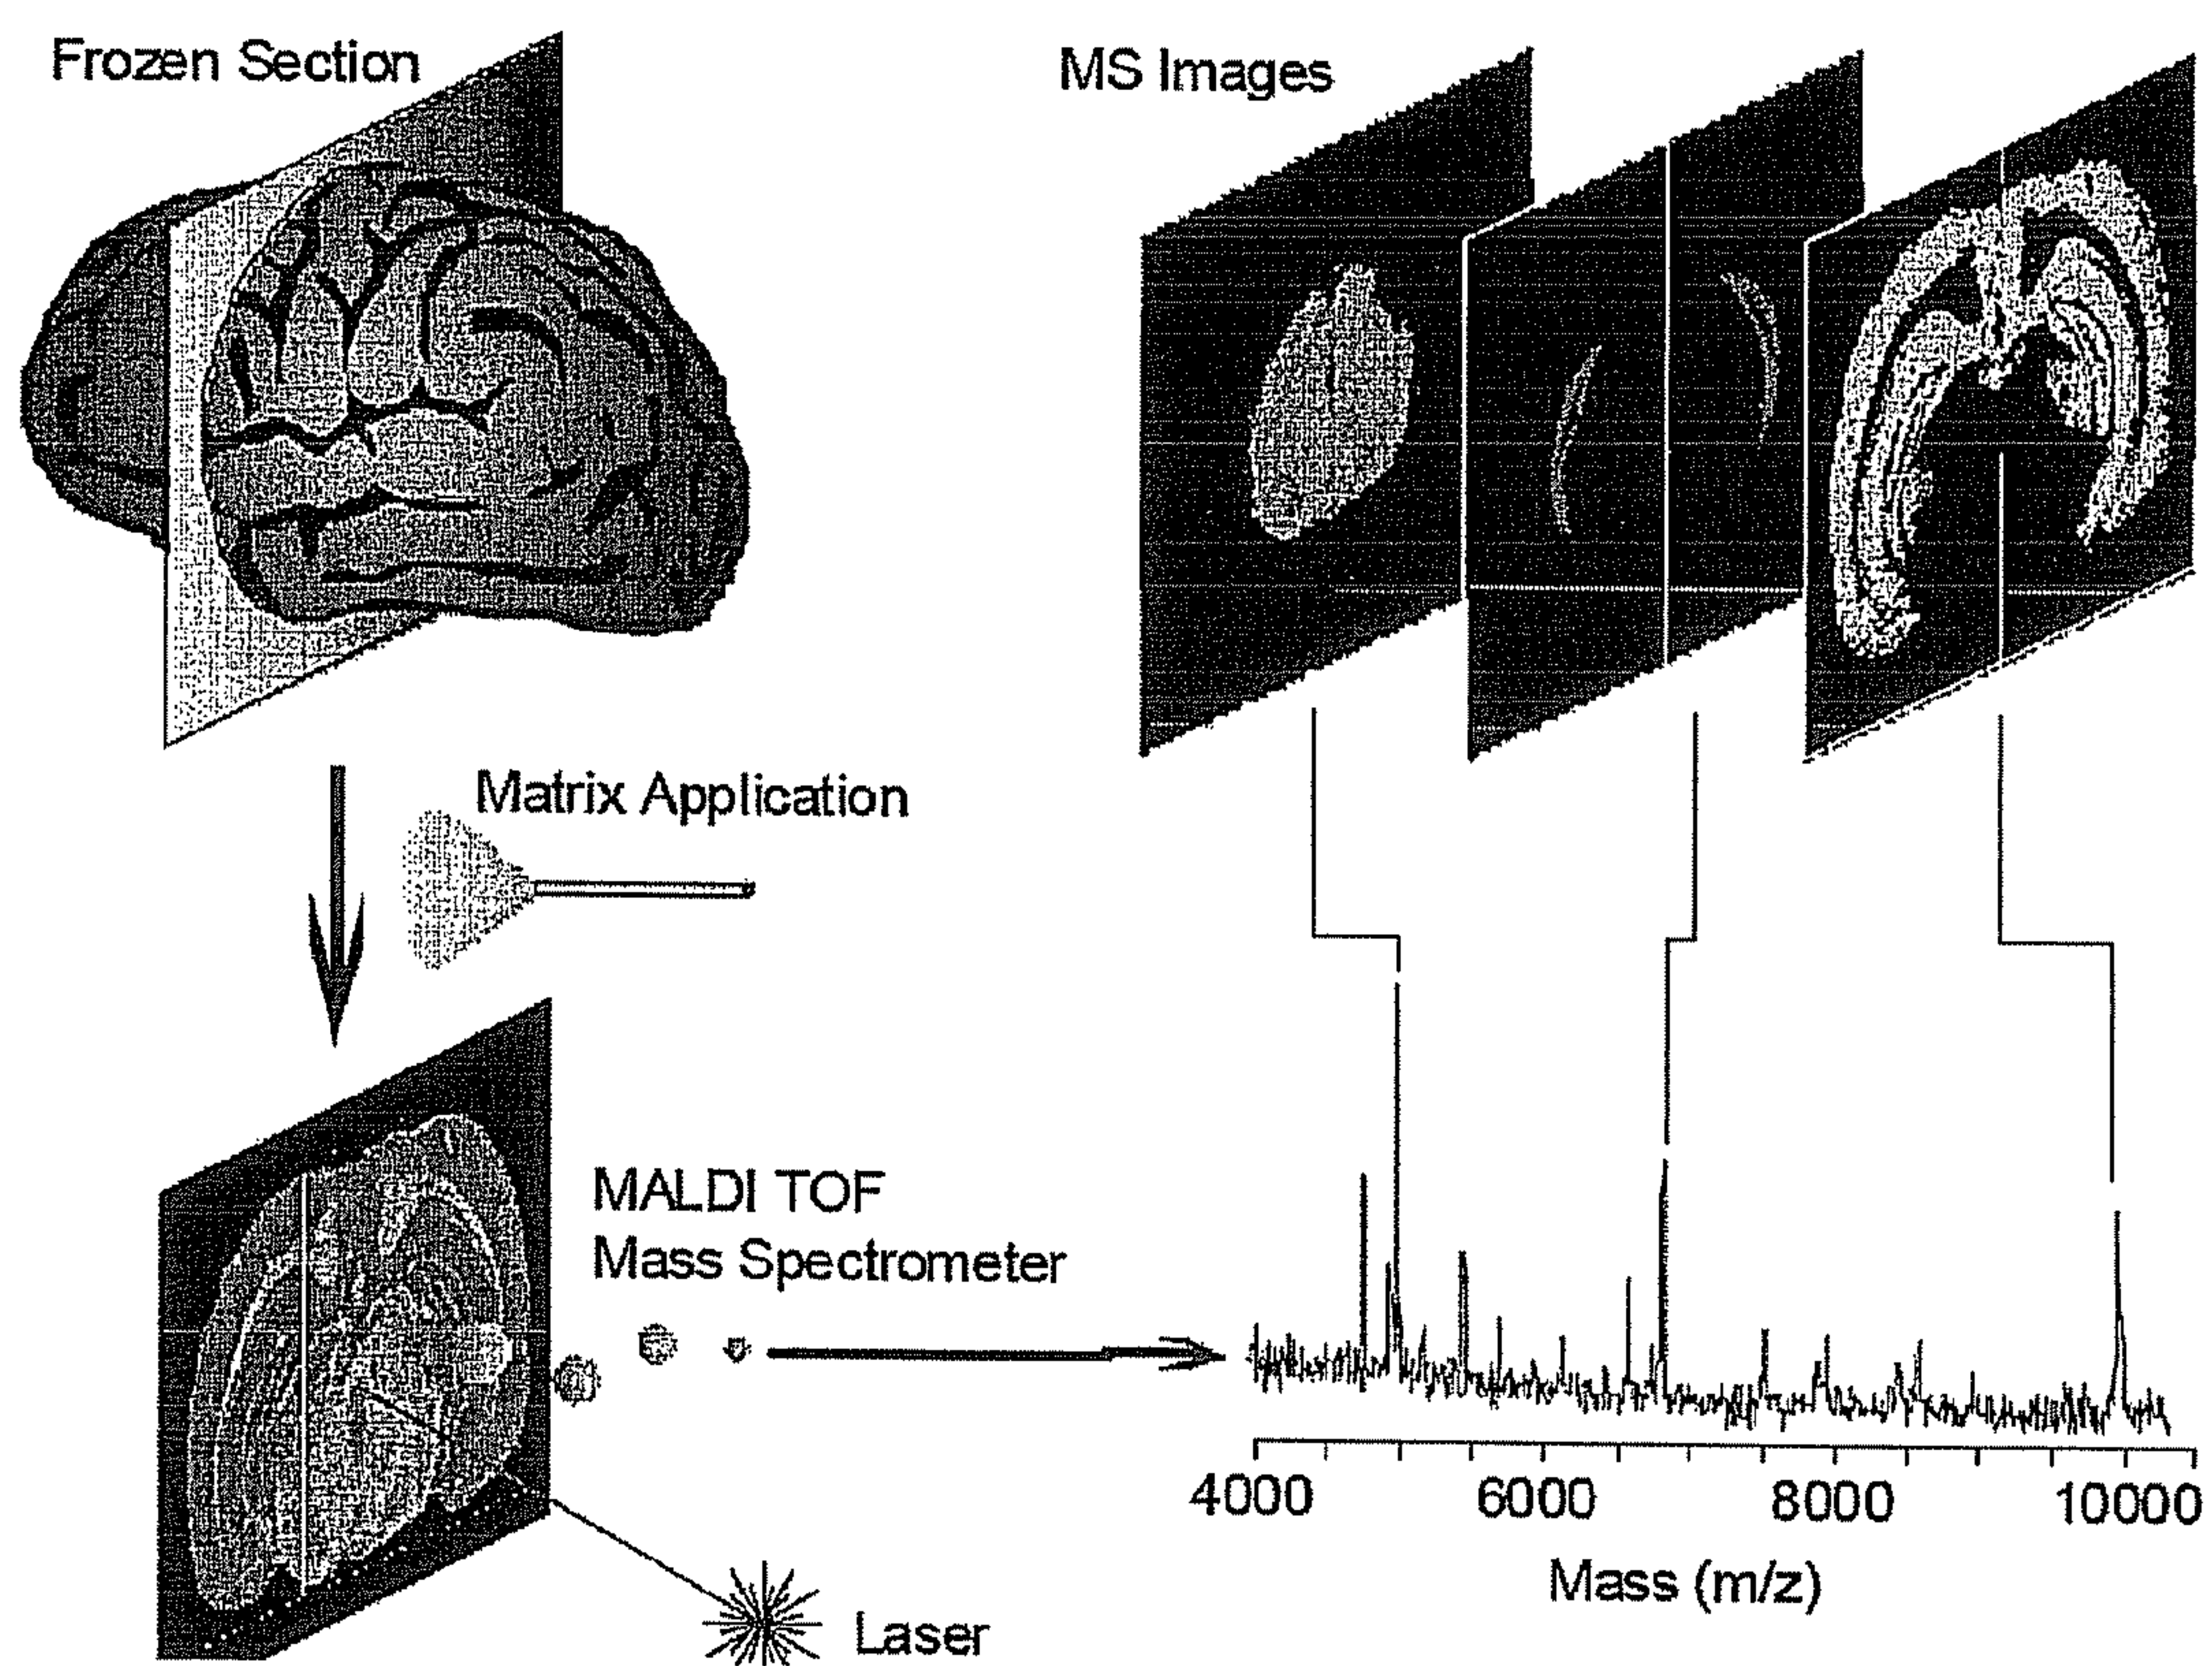 Frozen Section
MS Images
Matrix Application
MALDI TOF
Mass Spectrometer
4000 6000 8000 10000
Mass (m/z)
Laser